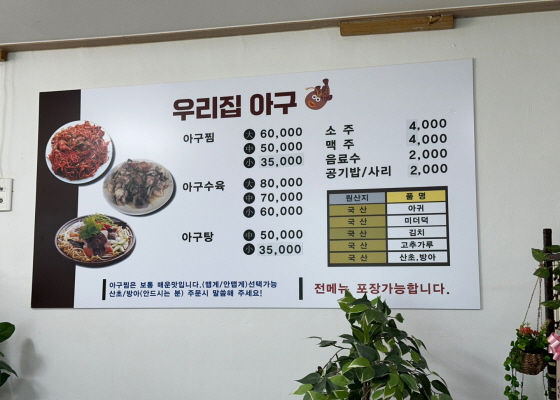 우리집 아구
아구찜 大 60,000
中 50,000
小 35,000
아구수육 大 80,000
中 70,000
小 60,000
아구탕 中 50,000
小 35,000
소 주 4,000
맥 주 4,000
음료수 2,000
공기밥/사리 2,000
원산지 품 명
국 산 아귀
국 산 미더덕
국 산 김치
국 산 고추가루
국 산 산초,방아
아구찜은 보통 매운맛입니다,(맵게/안맵게)선택가능
산초/방아(안드시는 분) 주문시 말씀해 주세요!
전메뉴 포장가능합니다.